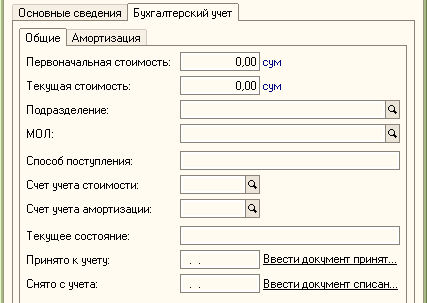 Основные сведения Бухгалтерский учет
Общие Амортизация
Первоначальная стоимость: 0,00 сум
Текущая стоимость: 0,00 сум
Подразделение:
МОЛ:
Способ поступления:
Счет учета стоимости:
Счет учета амортизации:
Текущее состояние:
Принято к учету: . . Ввести документ принят...
Снято с учета: . . Ввести документ списан...